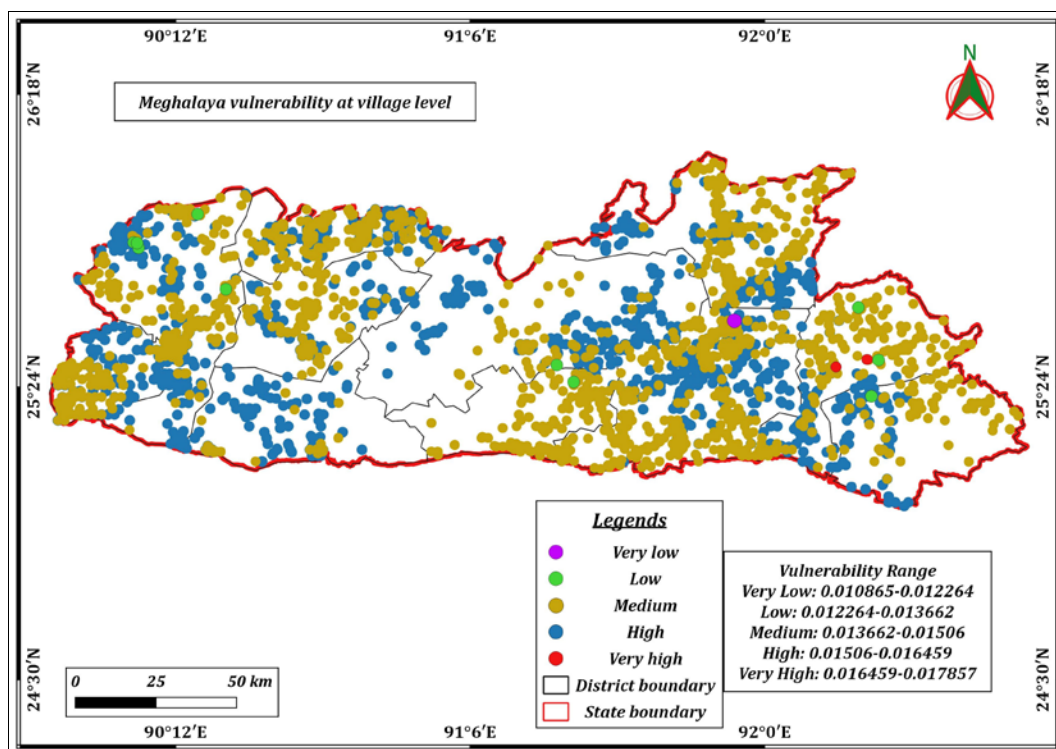 90°12′E 91°6′E 92°0′E
N
26°18′N 26°18′N
Meghalaya vulnerability at village level
25°24′N 25°24′N
Legends
Very low
Low
Medium
High
Very high
District boundary
State boundary
Vulnerability Range
Very Low: 0.010865-0.012264
Low: 0.012264-0.013662
Medium: 0.013662-0.01506
High: 0.01506-0.016459
Very High: 0.016459-0.017857
0 25 50 km
24°30′N 24°30′N
90°12′E 91°6′E 92°0′E